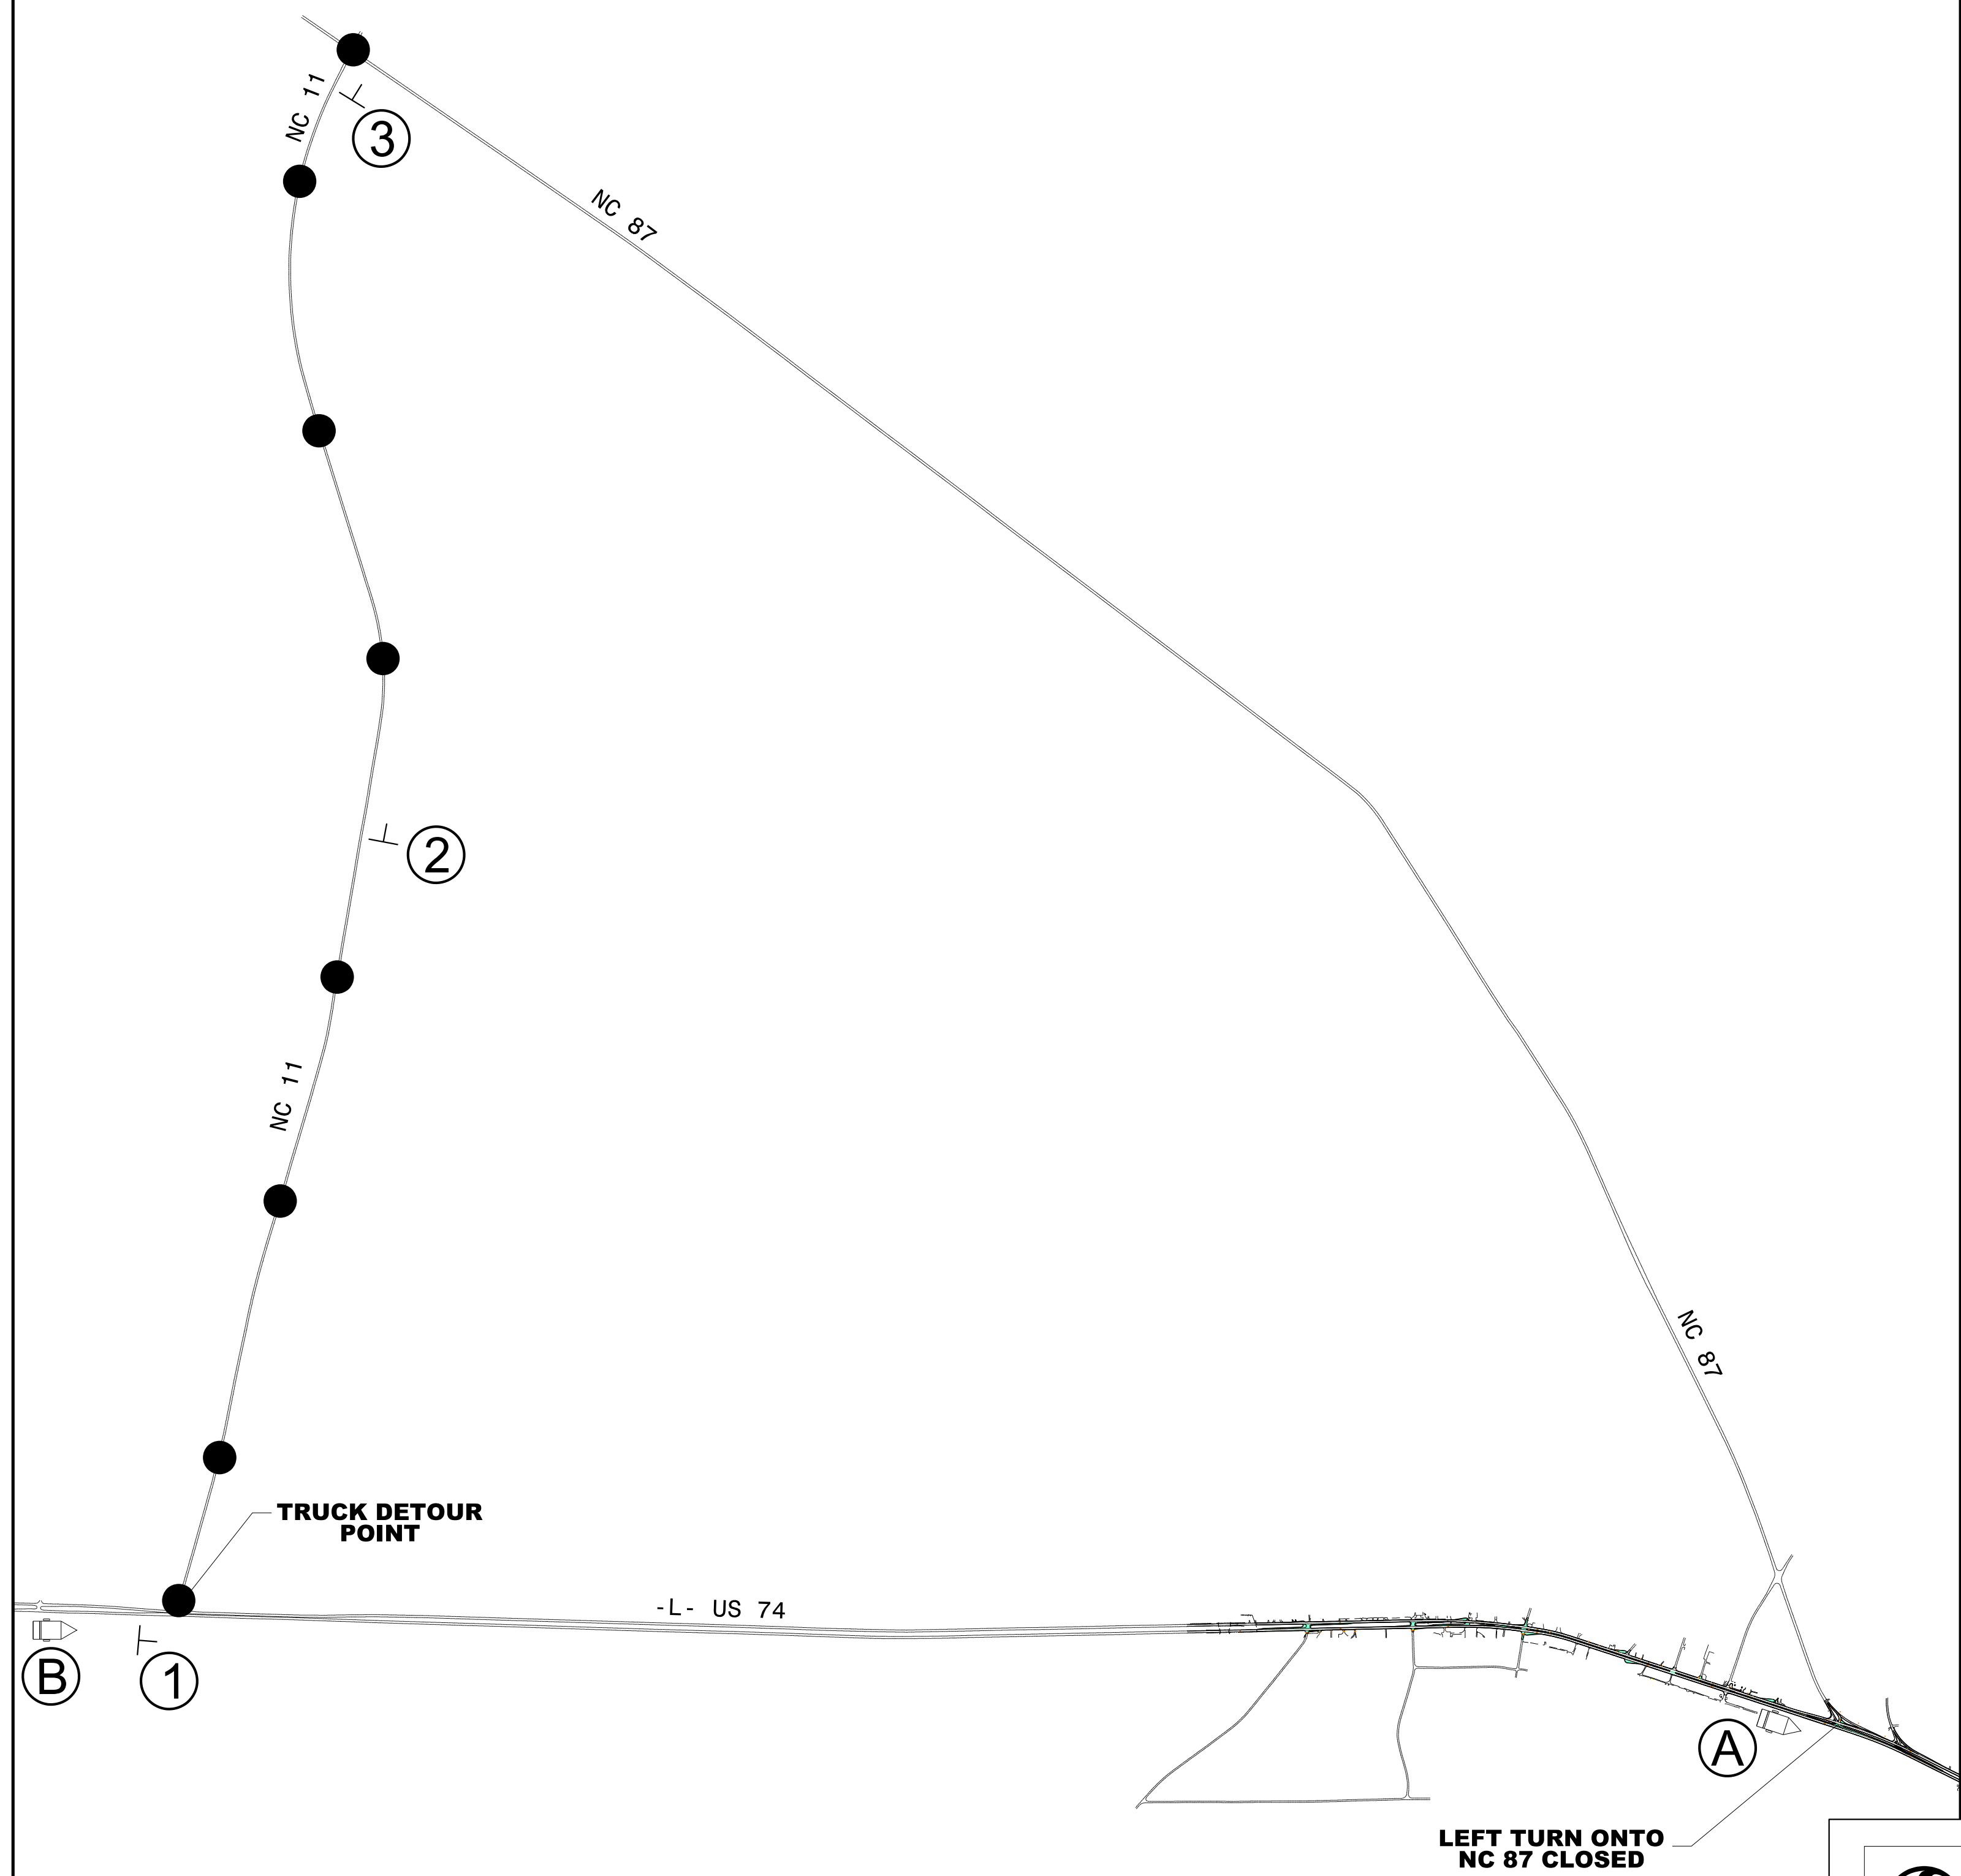 NC 11
3
NC 87
2
NC 11
NC 87
TRUCK DETOUR
POINT
-L- US 74
B
1
A
LEFT TURN ONTO
NC 87 CLOSED